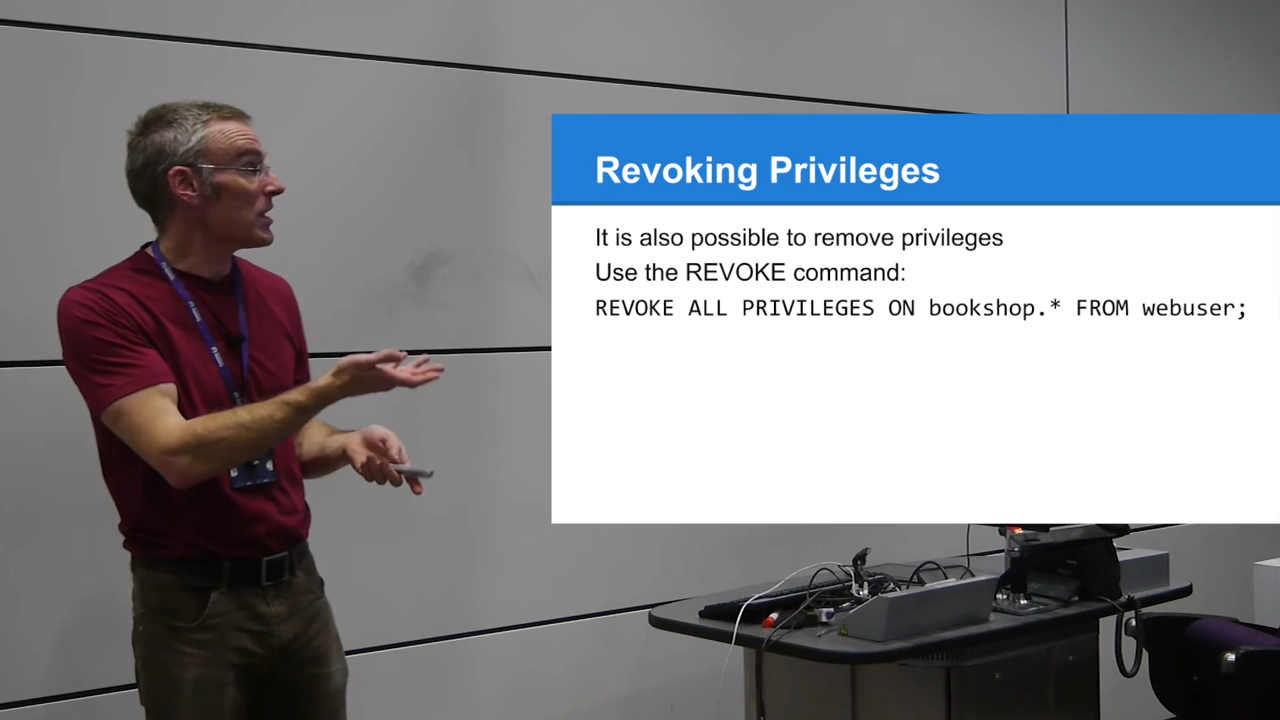 Revoking Privileges
It is also possible to remove privileges
Use the REVOKE command:
REVOKE ALL PRIVILEGES ON bookshop.* FROM webuser;